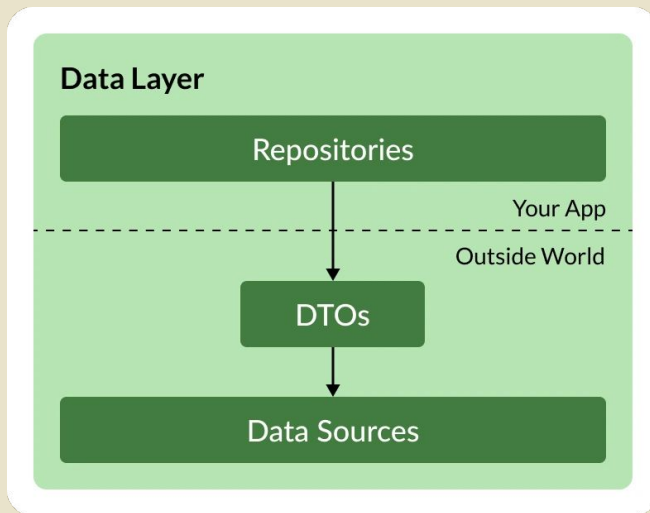 Data Layer
Repositories
Your App
Outside World
DTOs
Data Sources